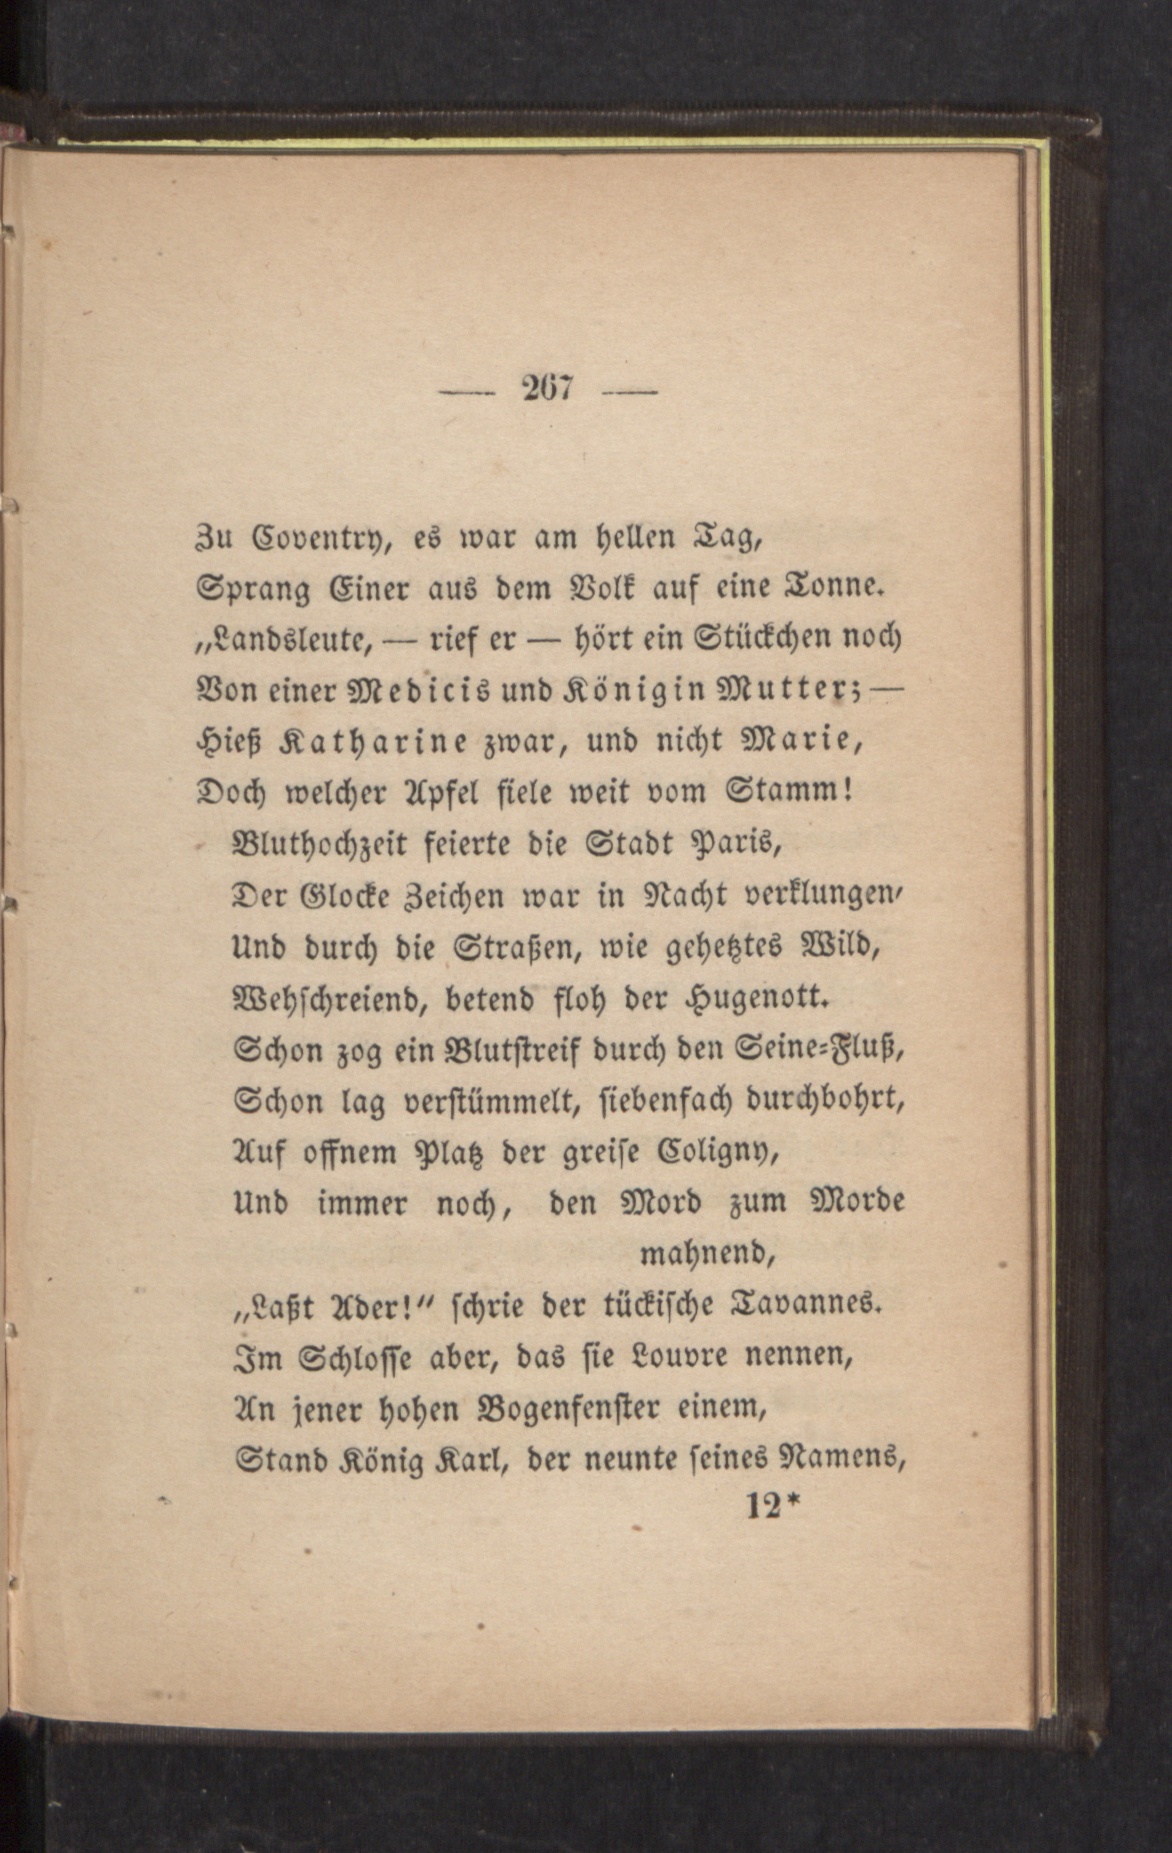 — 267 —
Zu Coventry, es war am hellen Tag,
Sprang Einer aus dem Volk auf eine Tonne.
„Landsleute, — rief er — hört ein Stückchen noch
Von einer Medicis und Königin Mutter; —
Hieß Katharine zwar, und nicht Marie,
Doch welcher Apfel fiele weit vom Stamm!
Bluthochzeit feierte die Stadt Paris,
Der Glocke Zeichen war in Nacht verklungen,
Und durch die Straßen, wie gehetztes Wild,
Wehschreiend, betend floh der Hugenott.
Schon zog ein Blutstreif durch den Seine-Fluß,
Schon lag verstümmelt, siebenfach durchbohrt,
Auf offnem Platz der greise Coligny,
Und immer noch, den Mord zum Morde
mahnend,
„Laßt Ader!“ schrie der tückische Tavannes.
Im Schlosse aber, das sie Louvre nennen,
An jener hohen Bogenfenster einem,
Stand König Karl, der neunte seines Namens,
12*